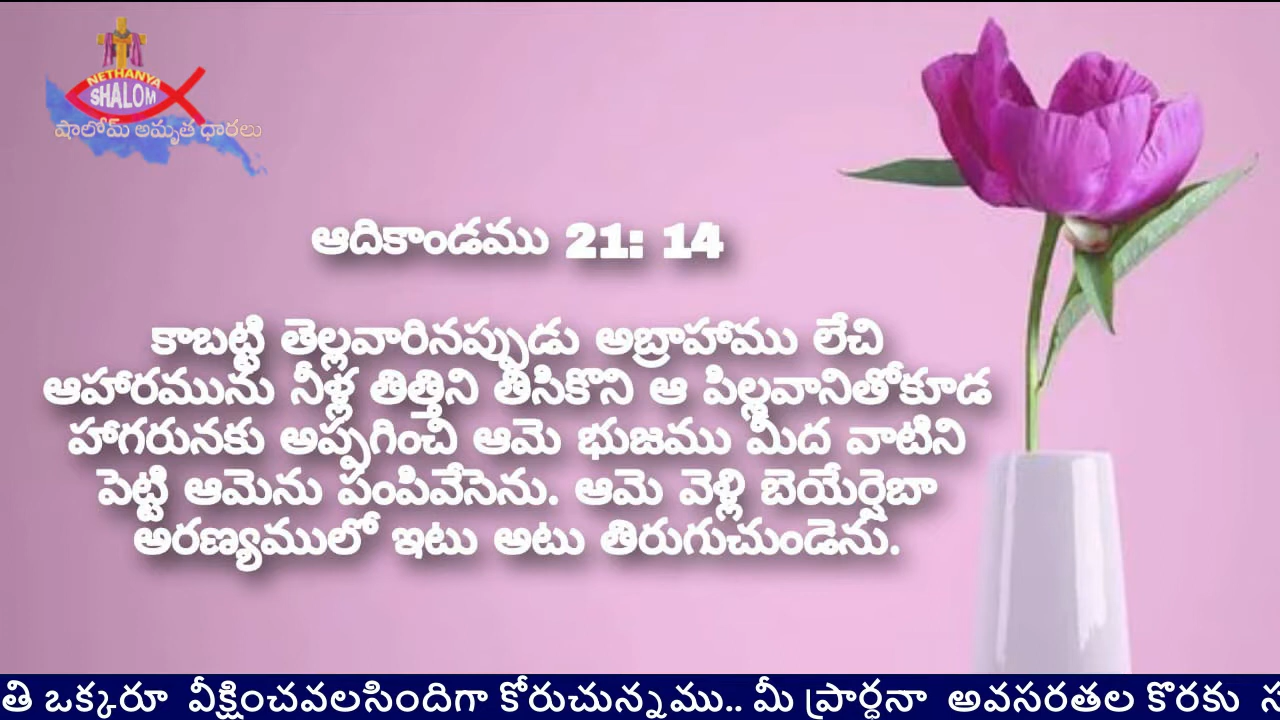 NETHANYA
SHALOM
షాలోమ్ అమృత ధారలు
ఆదికాండము 21: 14
కాబట్టి తెల్లవారినప్పుడు అబ్రాహాము లేచి
ఆహారమును నీళ్ల తిత్తిని తీసికొని ఆ పిల్లవానితోకూడ
హాగరునకు అప్పగించి ఆమె భుజము మీద వాటిని
పెట్టి ఆమెను పంపివేసెను. ఆమె వెళ్లి బెయేర్షెబా
అరణ్యములో ఇటు అటు తిరుగుచుండెను.
తి ఒక్కరూ వీక్షించవలసిందిగా కోరుచున్నము.. మీ ప్రార్ధనా అవసరతల కొరకు